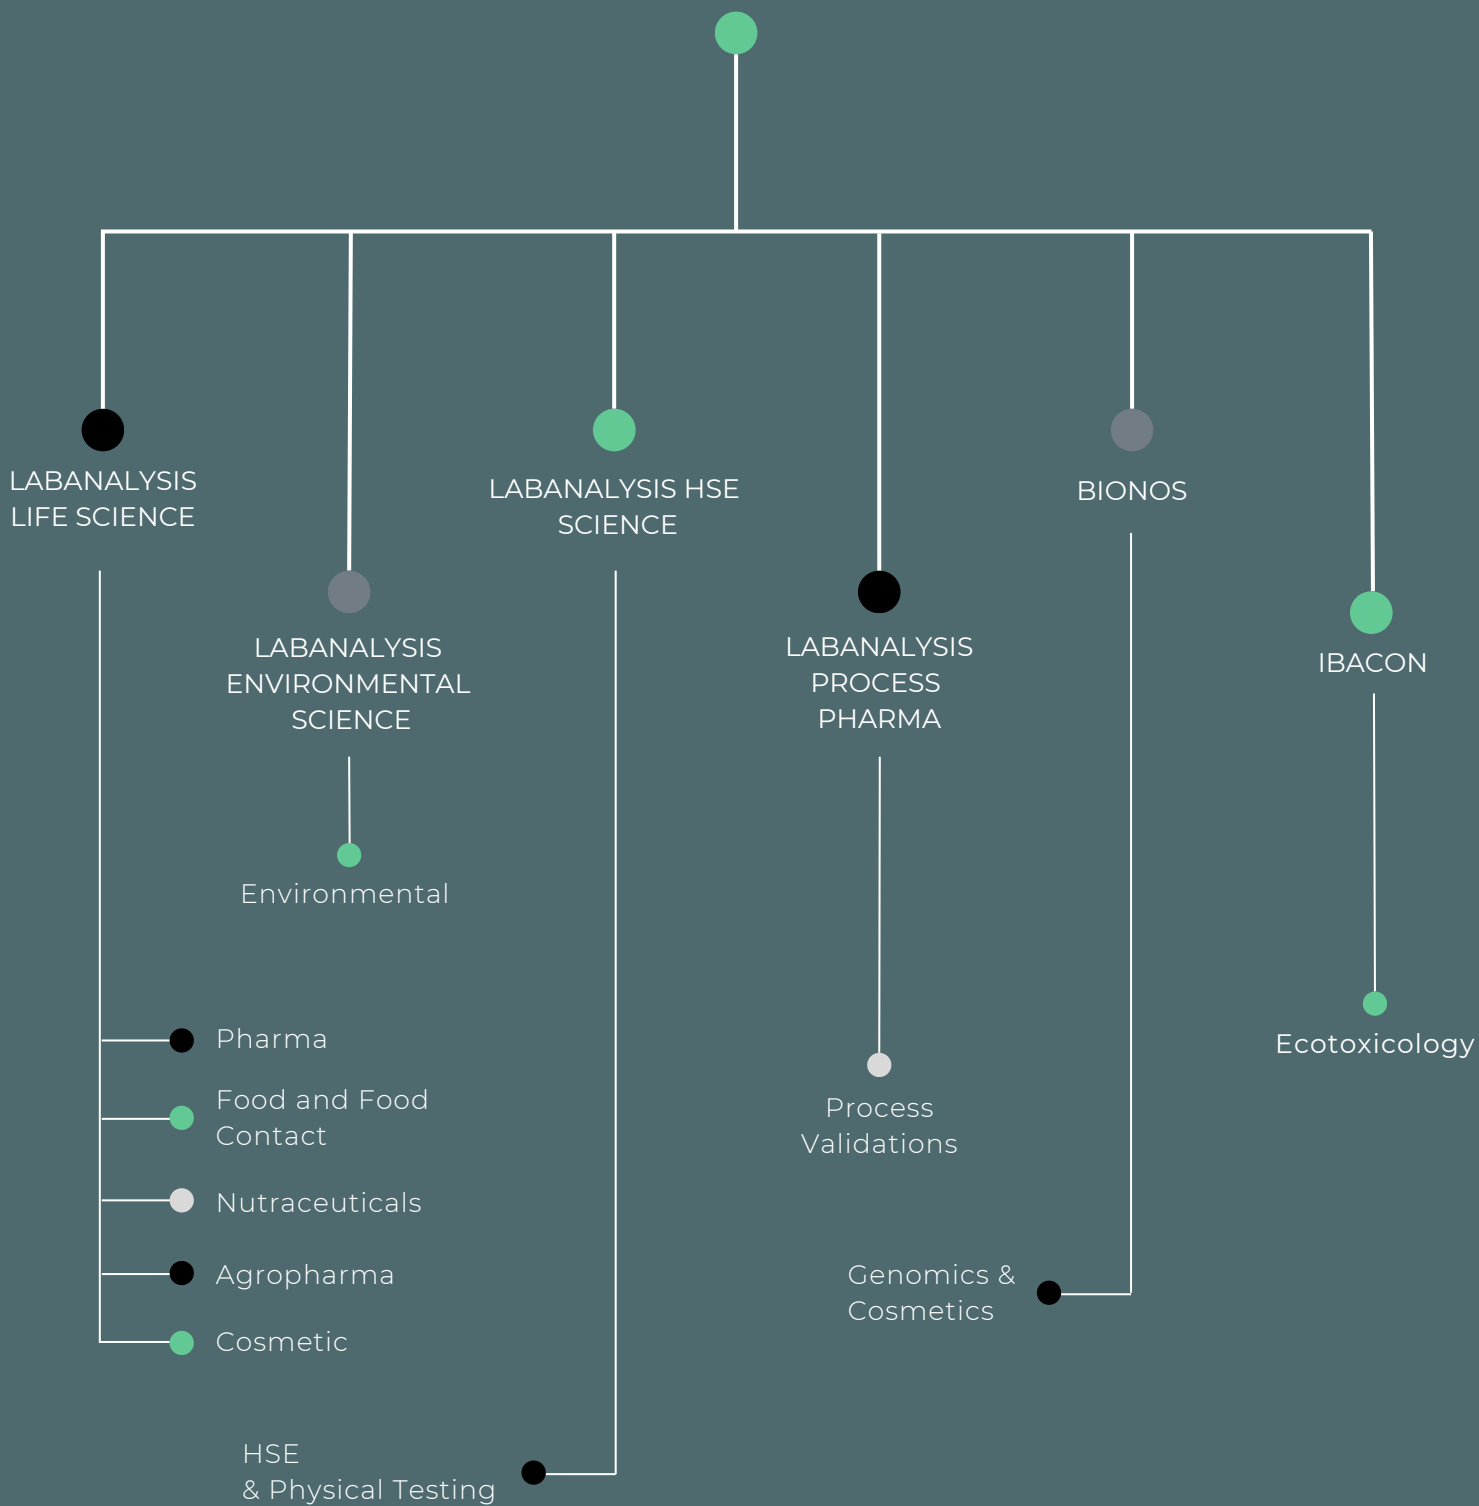 LABANALYSIS
LIFE SCIENCE
LABANALYSIS HSE
SCIENCE
BIONOS
LABANALYSIS
ENVIRONMENTAL
SCIENCE
LABANALYSIS
PROCESS
PHARMA
IBACON
Environmental
Pharma
Food and Food
Contact
Nutraceuticals
Agropharma
Cosmetic
Ecotoxicology
Process
Validations
Genomics &
Cosmetics
HSE
& Physical Testing